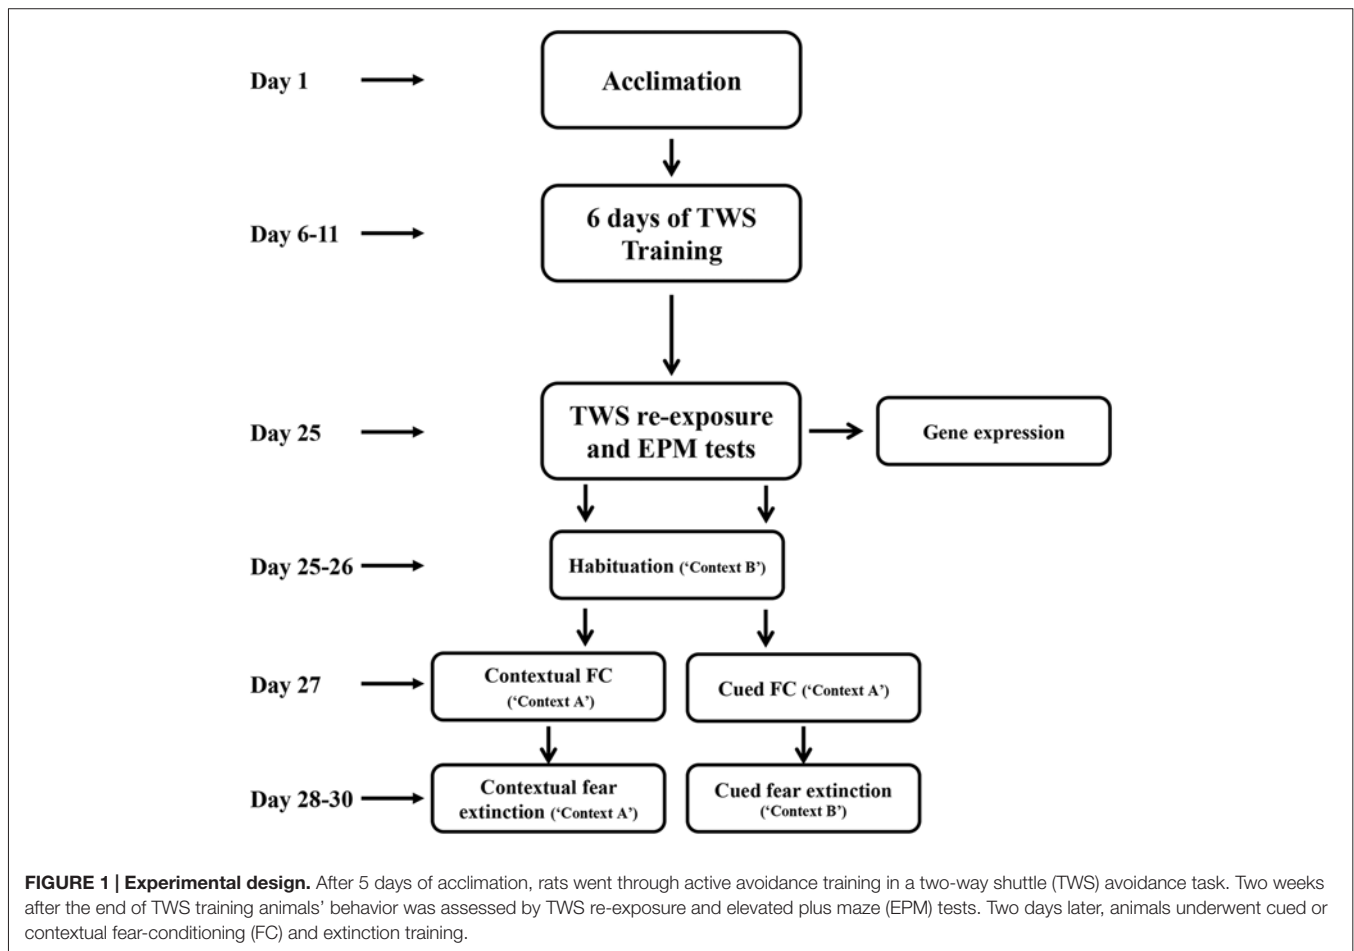 Day 1
Acclimation
Day 6-11
6 days of TWS
Training
Day 25
TWS re-exposure
and EPM tests
Gene expression
Day 25-26
Habituation (‘Context B’)
Day 27
Contextual FC
(‘Context A’)
Cued FC (‘Context A’)
Day 28-30
Contextual fear
extinction (‘Context A’)
Cued fear extinction
(‘Context B’)
FIGURE 1 | Experimental design. After 5 days of acclimation, rats went through active avoidance training in a two-way shuttle (TWS) avoidance task. Two weeks
after the end of TWS training animals’ behavior was assessed by TWS re-exposure and elevated plus maze (EPM) tests. Two days later, animals underwent cued or
contextual fear-conditioning (FC) and extinction training.